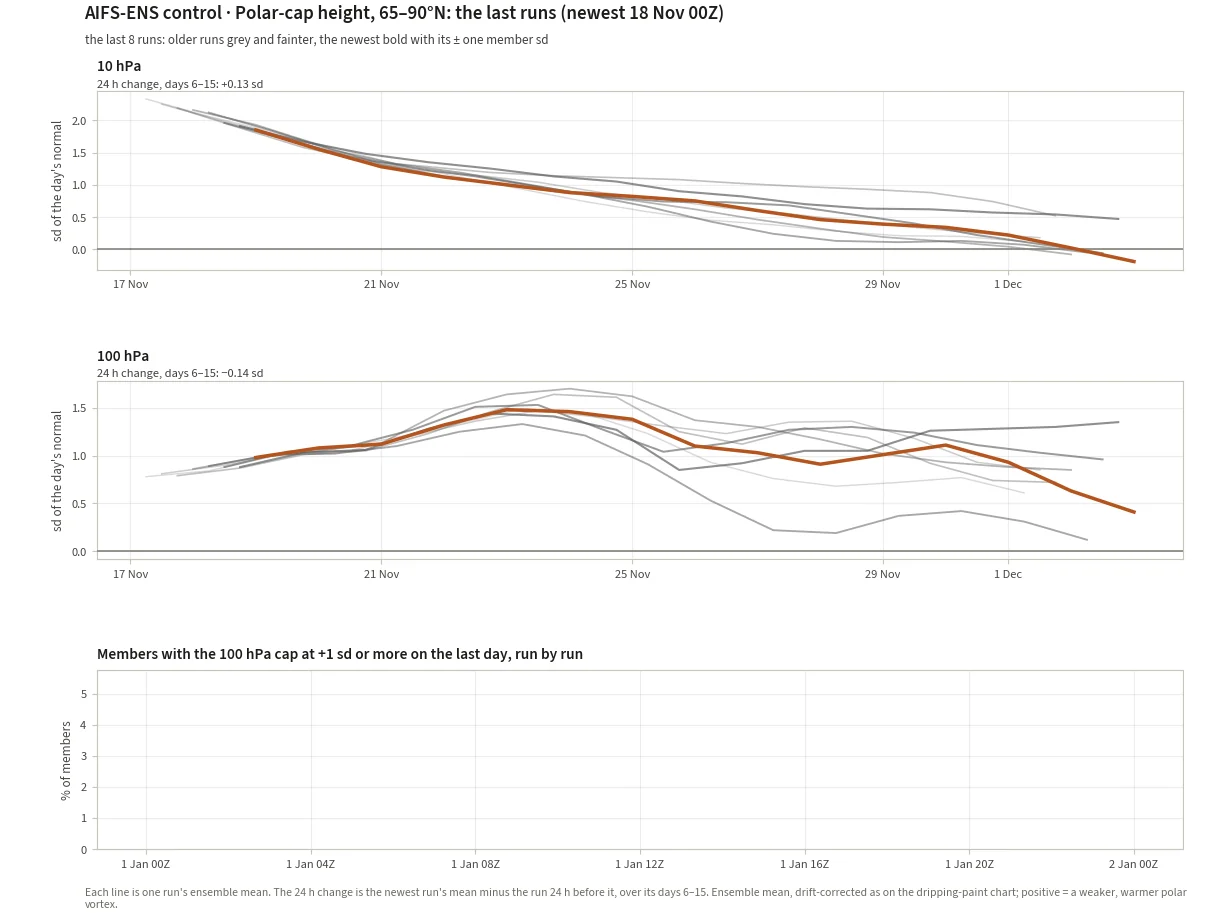 AIFS-ENS control · Polar-cap height, 65–90°N: the last runs (newest 18 Nov 00Z)
the last 8 runs: older runs grey and fainter, the newest bold with its ± one member sd
10 hPa
24 h change, days 6–15: +0.13 sd
sd of the day's normal
2.0
1.5
1.0
0.5
0.0
17 Nov
21 Nov
25 Nov
29 Nov
1 Dec
100 hPa
24 h change, days 6–15: −0.14 sd
sd of the day's normal
1.5
1.0
0.5
0.0
17 Nov
21 Nov
25 Nov
29 Nov
1 Dec
Members with the 100 hPa cap at +1 sd or more on the last day, run by run
% of members
5
4
3
2
1
0
1 Jan 00Z
1 Jan 04Z
1 Jan 08Z
1 Jan 12Z
1 Jan 16Z
1 Jan 20Z
2 Jan 00Z
Each line is one run's ensemble mean. The 24 h change is the newest run's mean minus the run 24 h before it, over its days 6–15. Ensemble mean, drift-corrected as on the dripping-paint chart; positive = a weaker, warmer polar
vortex.